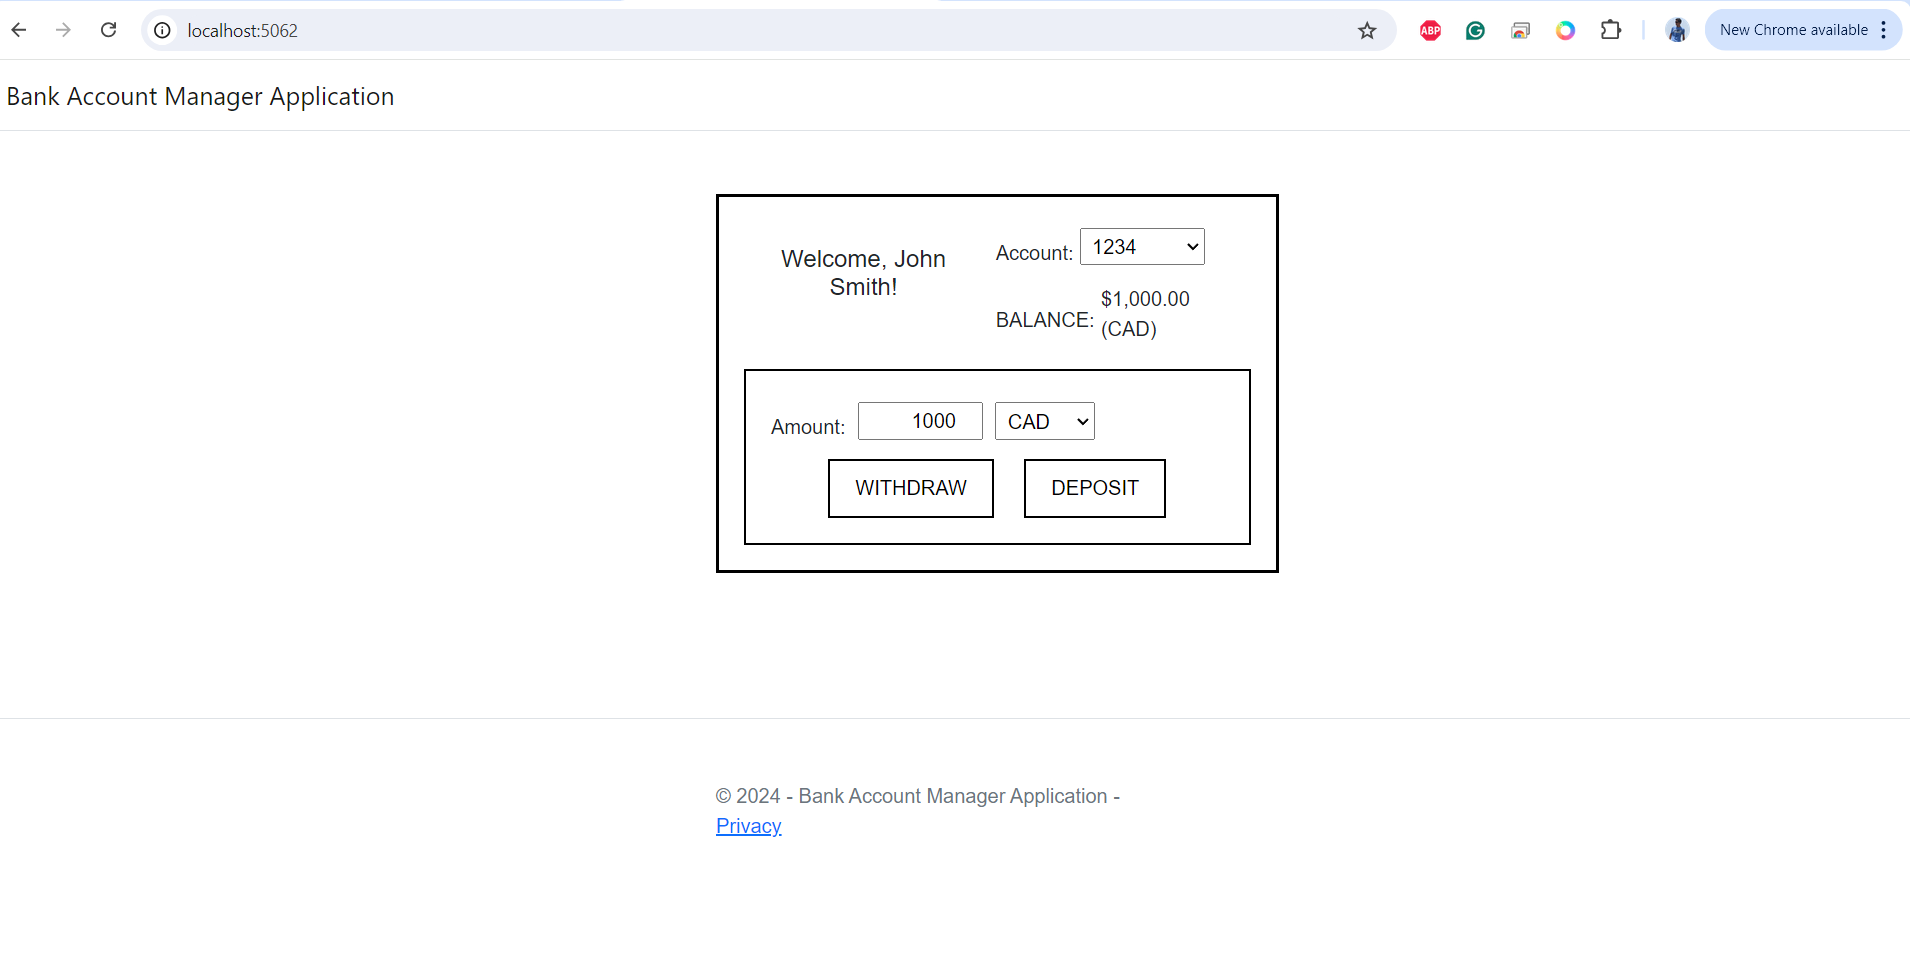 localhost:5062
ABP
New Chrome available
Bank Account Manager Application
Welcome, John
Smith!
Account: 1234
BALANCE: $1,000.00
(CAD)
Amount: 1000 CAD
WITHDRAW DEPOSIT
© 2024 - Bank Account Manager Application -
Privacy